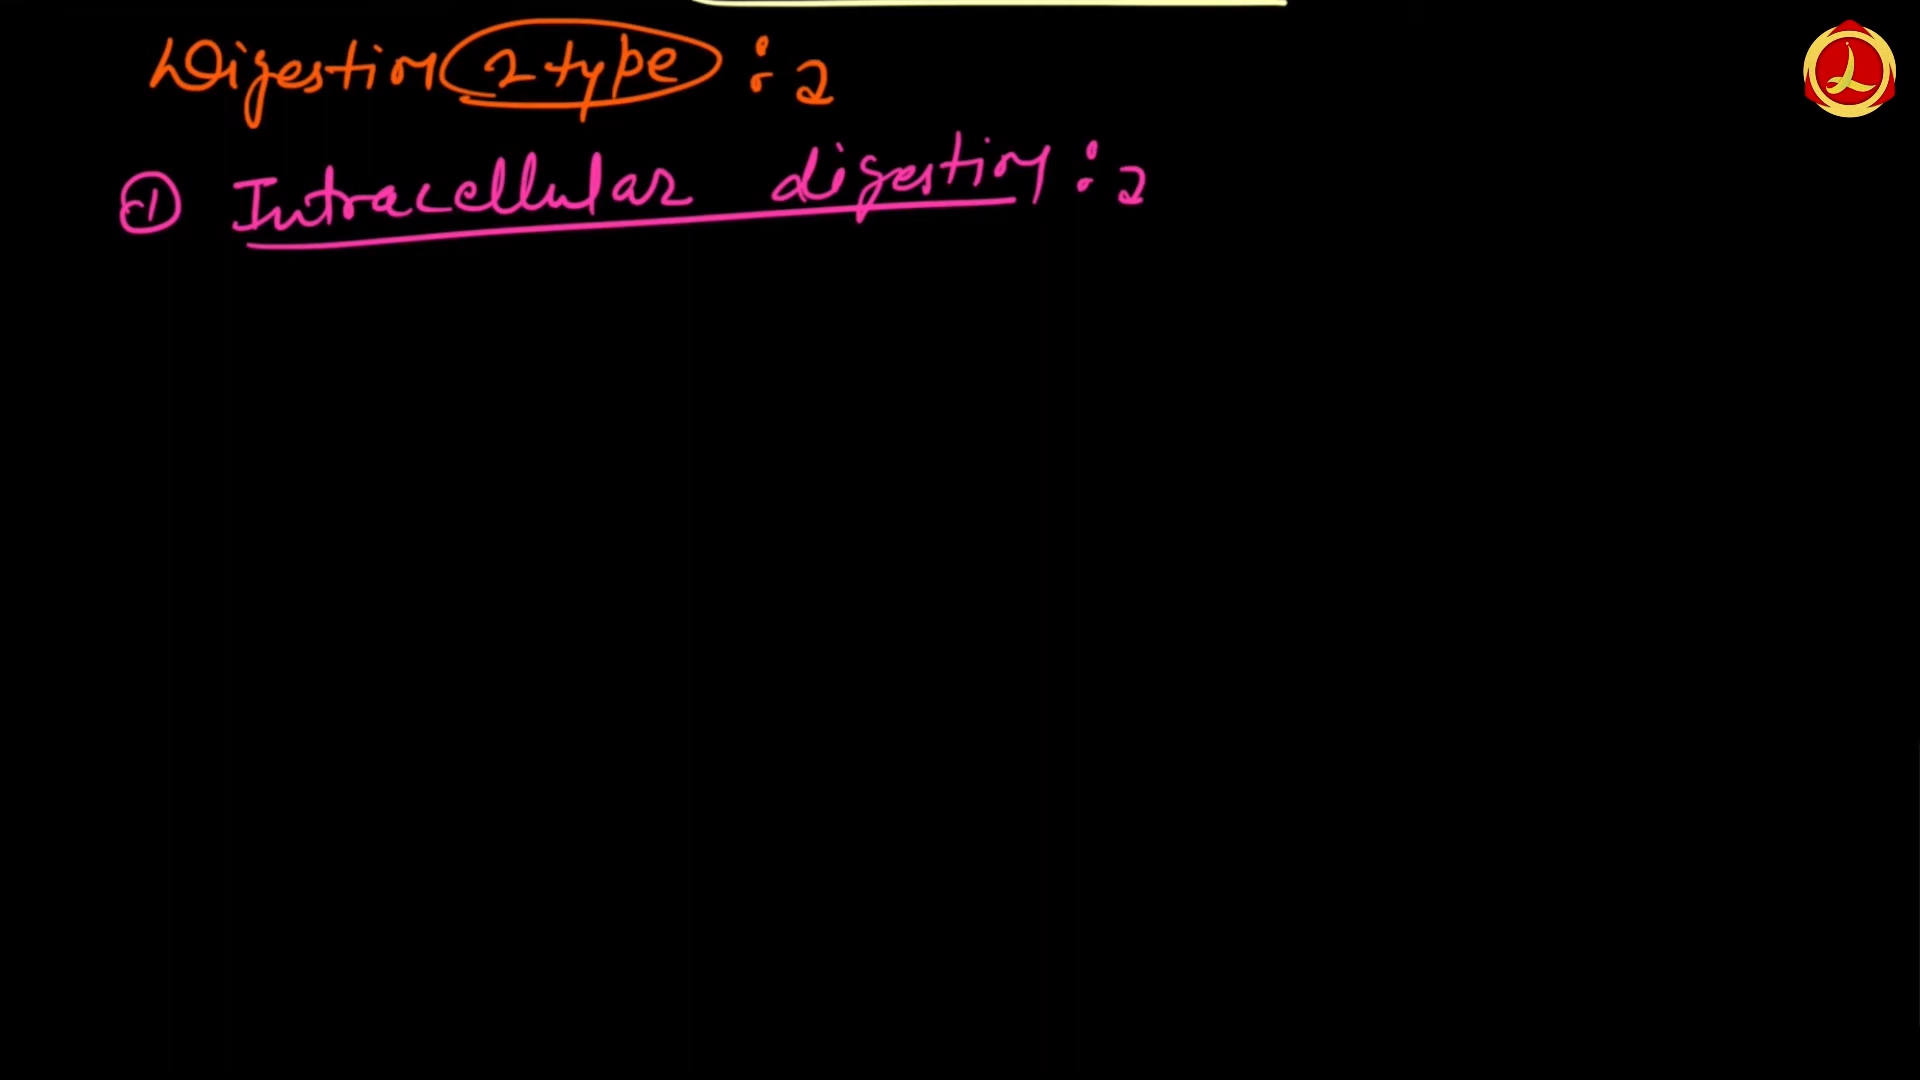 Digestion 2 type :-
① Intracellular digestion :-